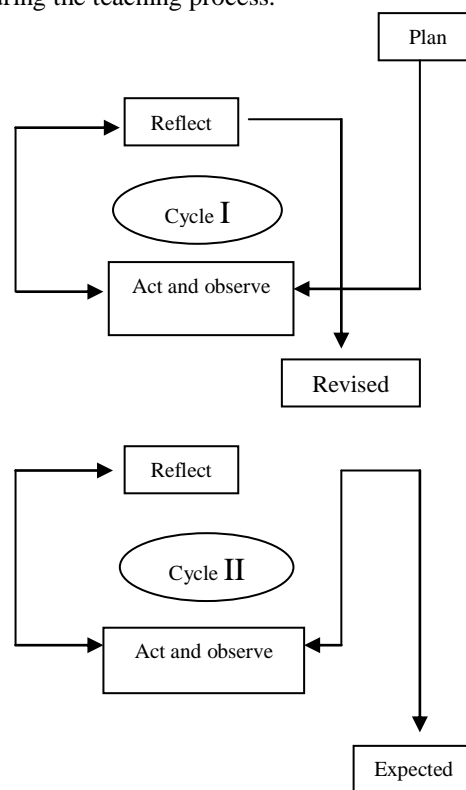 uring the teaching process.
Plan
Reflect
Cycle I
Act and observe
Revised
Reflect
Cycle II
Act and observe
Expected